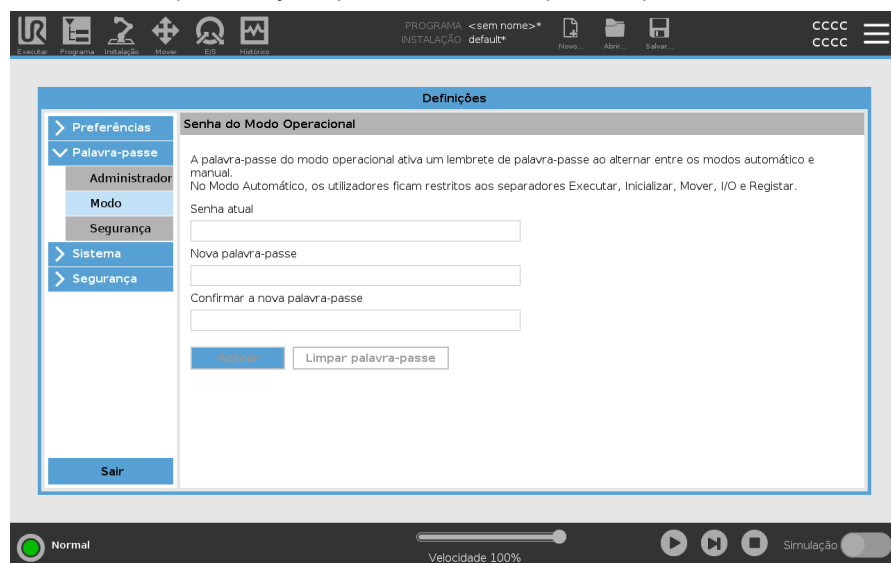 PROGRAMA <sem nome>*
INSTALAÇÃO default*
Executar Programa Instalação Mover E/S Histórico Novo... Abrir... Salvar...
cccc
cccc
Definições
Preferências
Palavra-passe
Administrador
Modo
Segurança
Sistema
Segurança
Sair
Senha do Modo Operacional
A palavra-passe do modo operacional ativa um lembrete de palavra-passe ao alternar entre os modos automático e
manual.
No Modo Automático, os utilizadores ficam restritos aos separadores Executar, Inicializar, Mover, I/O e Registar.
Senha atual
Nova palavra-passe
Confirmar a nova palavra-passe
Aplicar Limpar palavra-passe
Normal
Velocidade 100%
Simulação